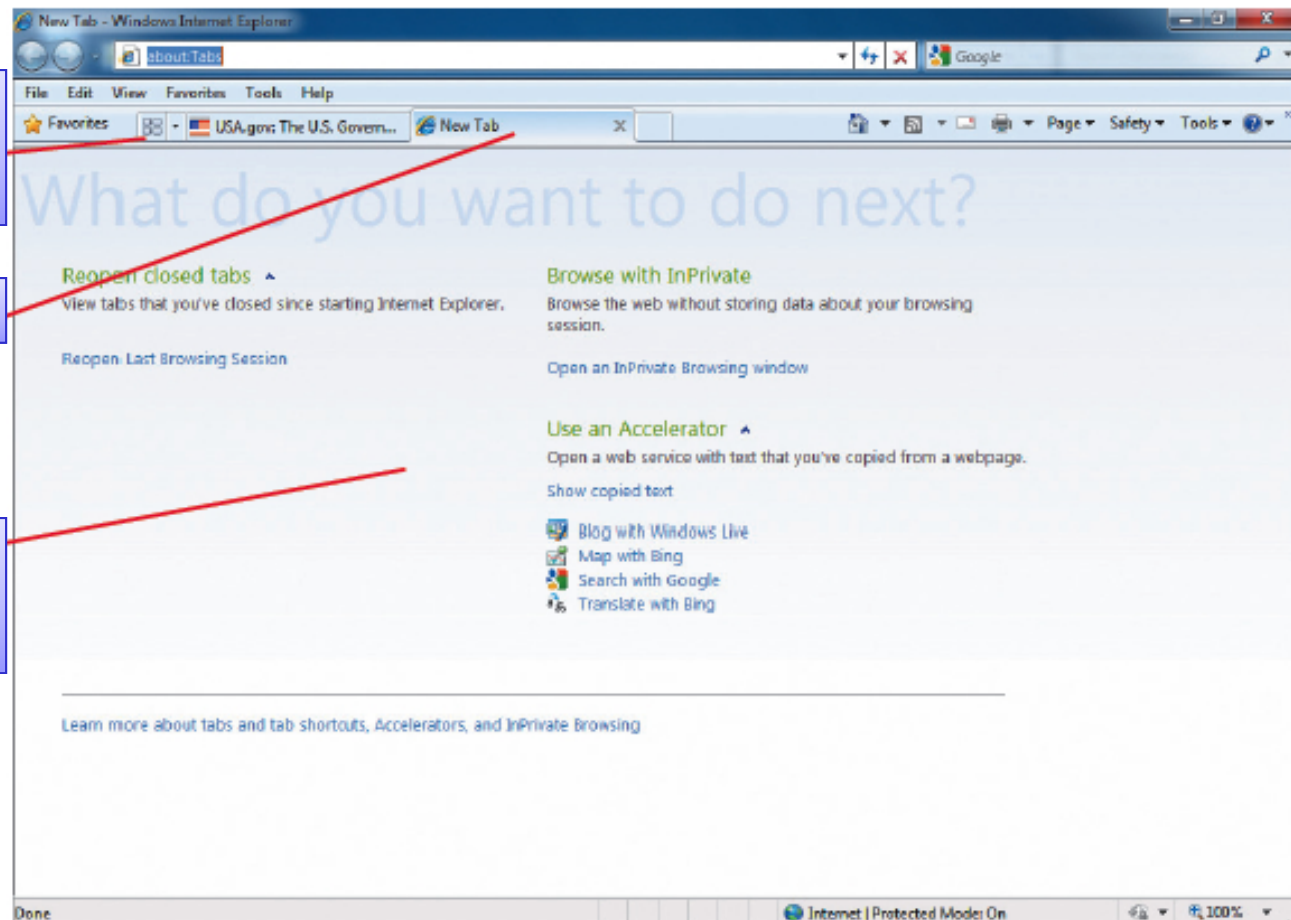 New Tab - Windows Internet Explorer
about:Tabs
Google
File Edit View Favorites Tools Help
Favorites
USA.gov: The U.S. Govern...
New Tab
Page Safety Tools
What do you want to do next?
Reopen closed tabs
View tabs that you've closed since starting Internet Explorer.
Reopen Last Browsing Session
Browse with InPrivate
Browse the web without storing data about your browsing
session.
Open an InPrivate Browsing window
Use an Accelerator
Open a web service with text that you've copied from a webpage.
Show copied text
Blog with Windows Live
Map with Bing
Search with Google
Translate with Bing
Learn more about tabs and tab shortcuts, Accelerators, and InPrivate Browsing
Done
Internet | Protected Mode: On
100%